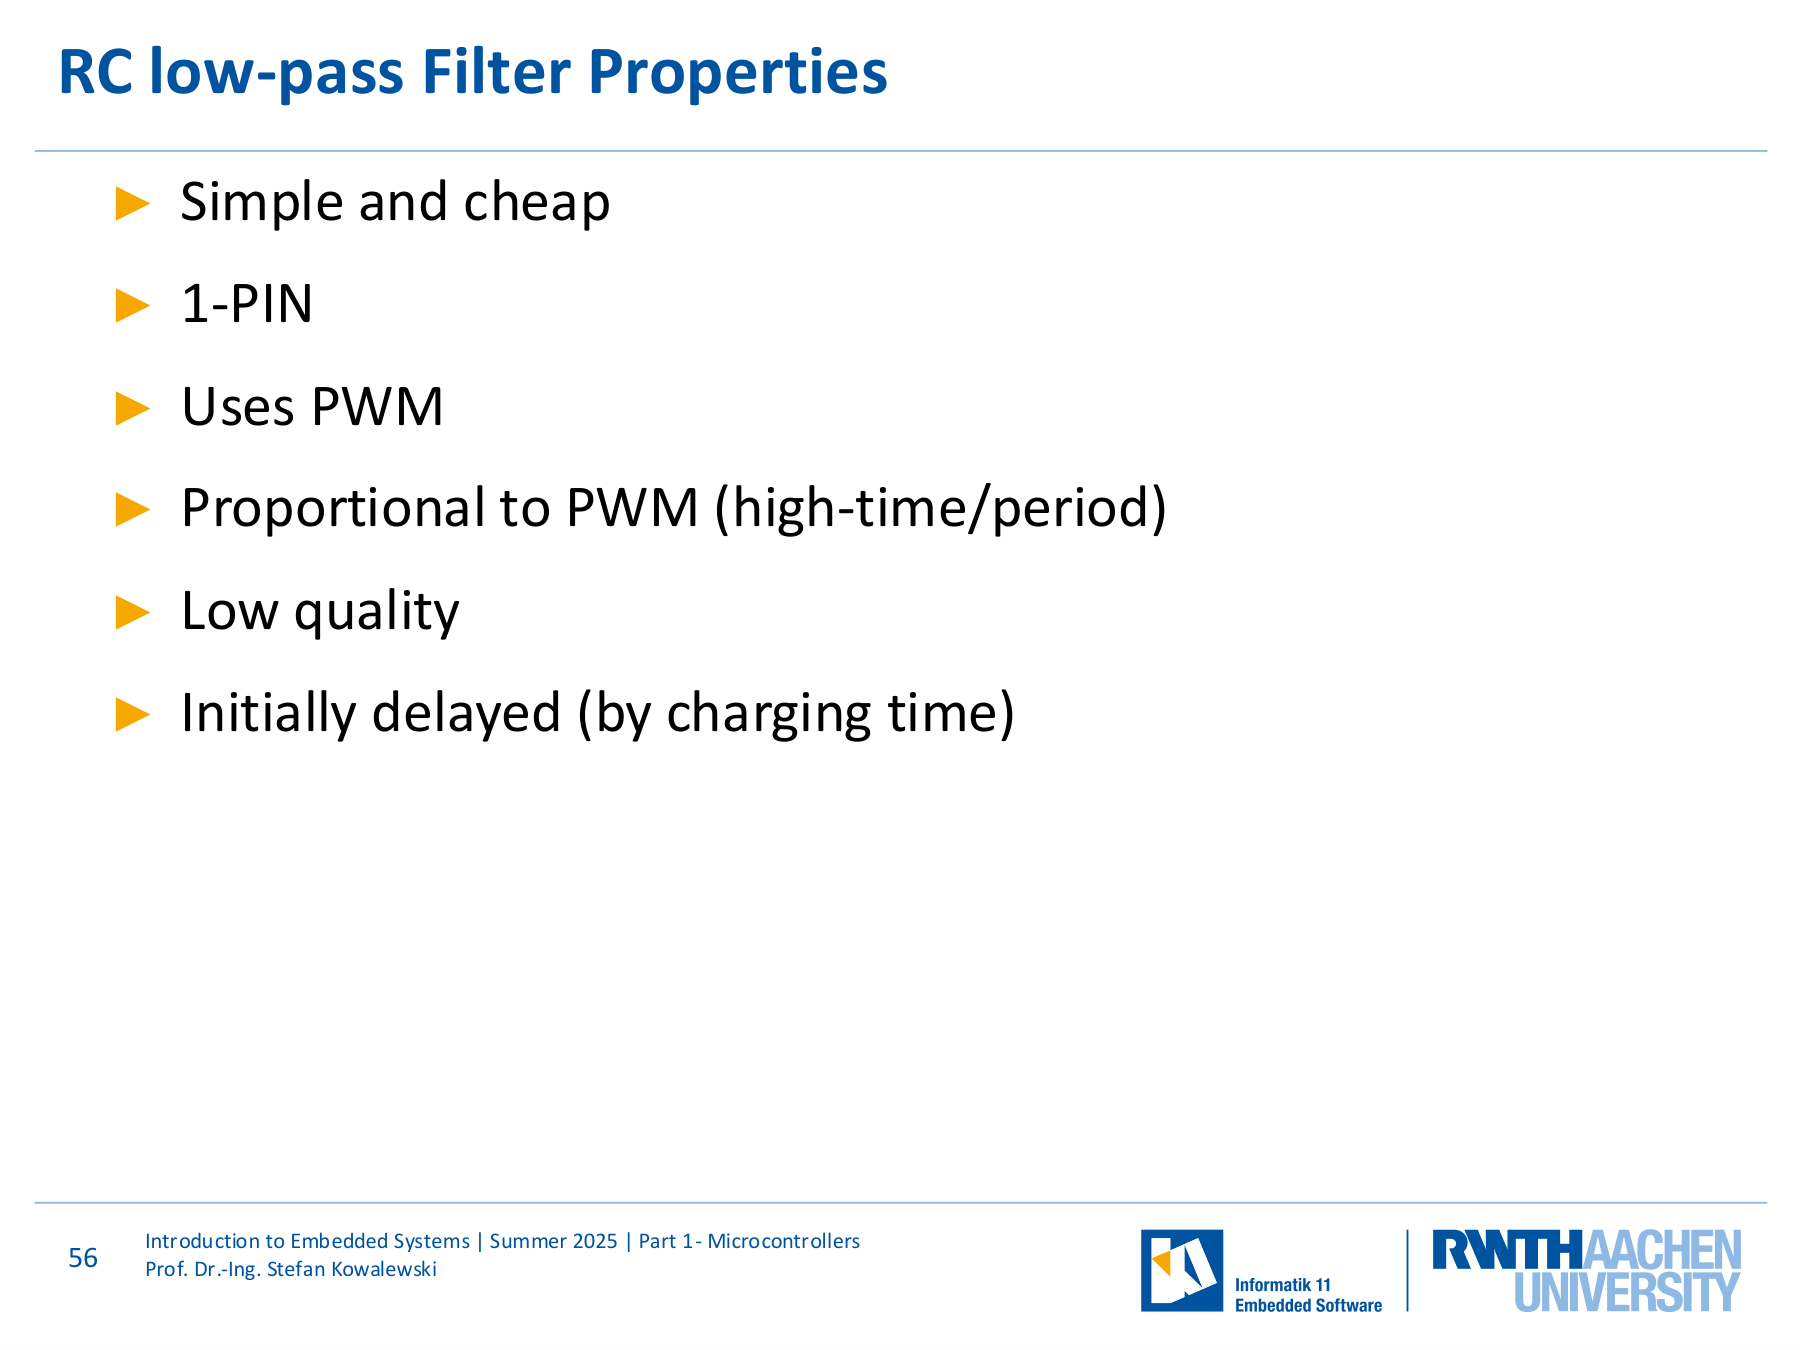 RC low-pass Filter Properties
Simple and cheap
1-PIN
Uses PWM
Proportional to PWM (high-time/period)
Low quality
Initially delayed (by charging time)
56
Introduction to Embedded Systems | Summer 2025 | Part 1- Microcontrollers
Prof. Dr.-Ing. Stefan Kowalewski
Informatik 11
Embedded Software
RWTHAACHEN
UNIVERSITY